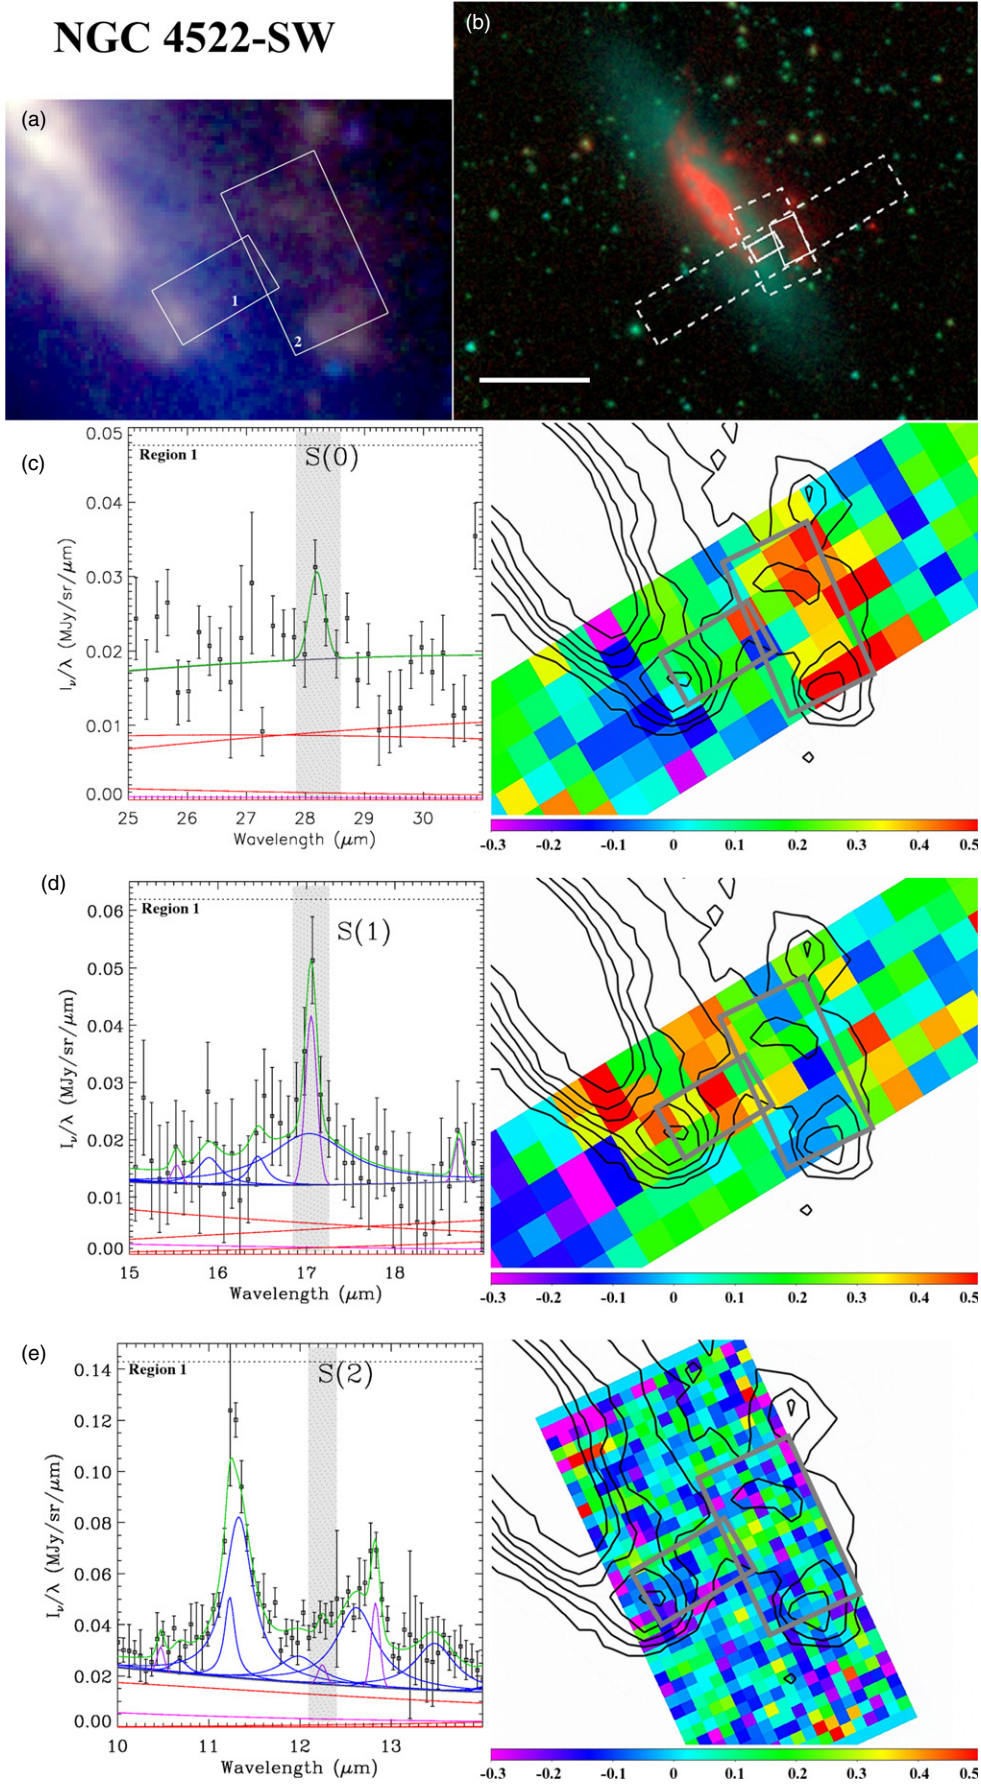 NGC 4522-SW
(a)
(b)
1
2
(c)
0.05
0.04
0.03
0.02
0.01
0.00
I_ν/λ (MJy/sr/μm)
Region 1
S(0)
25 26 27 28 29 30
Wavelength (μm)
-0.3 -0.2 -0.1 0 0.1 0.2 0.3 0.4 0.5
(d)
0.06
0.05
0.04
0.03
0.02
0.01
0.00
I_ν/λ (MJy/sr/μm)
Region 1
S(1)
15 16 17 18
Wavelength (μm)
-0.3 -0.2 -0.1 0 0.1 0.2 0.3 0.4 0.5
(e)
0.14
0.12
0.10
0.08
0.06
0.04
0.02
0.00
I_ν/λ (MJy/sr/μm)
Region 1
S(2)
10 11 12 13
Wavelength (μm)
-0.3 -0.2 -0.1 0 0.1 0.2 0.3 0.4 0.5